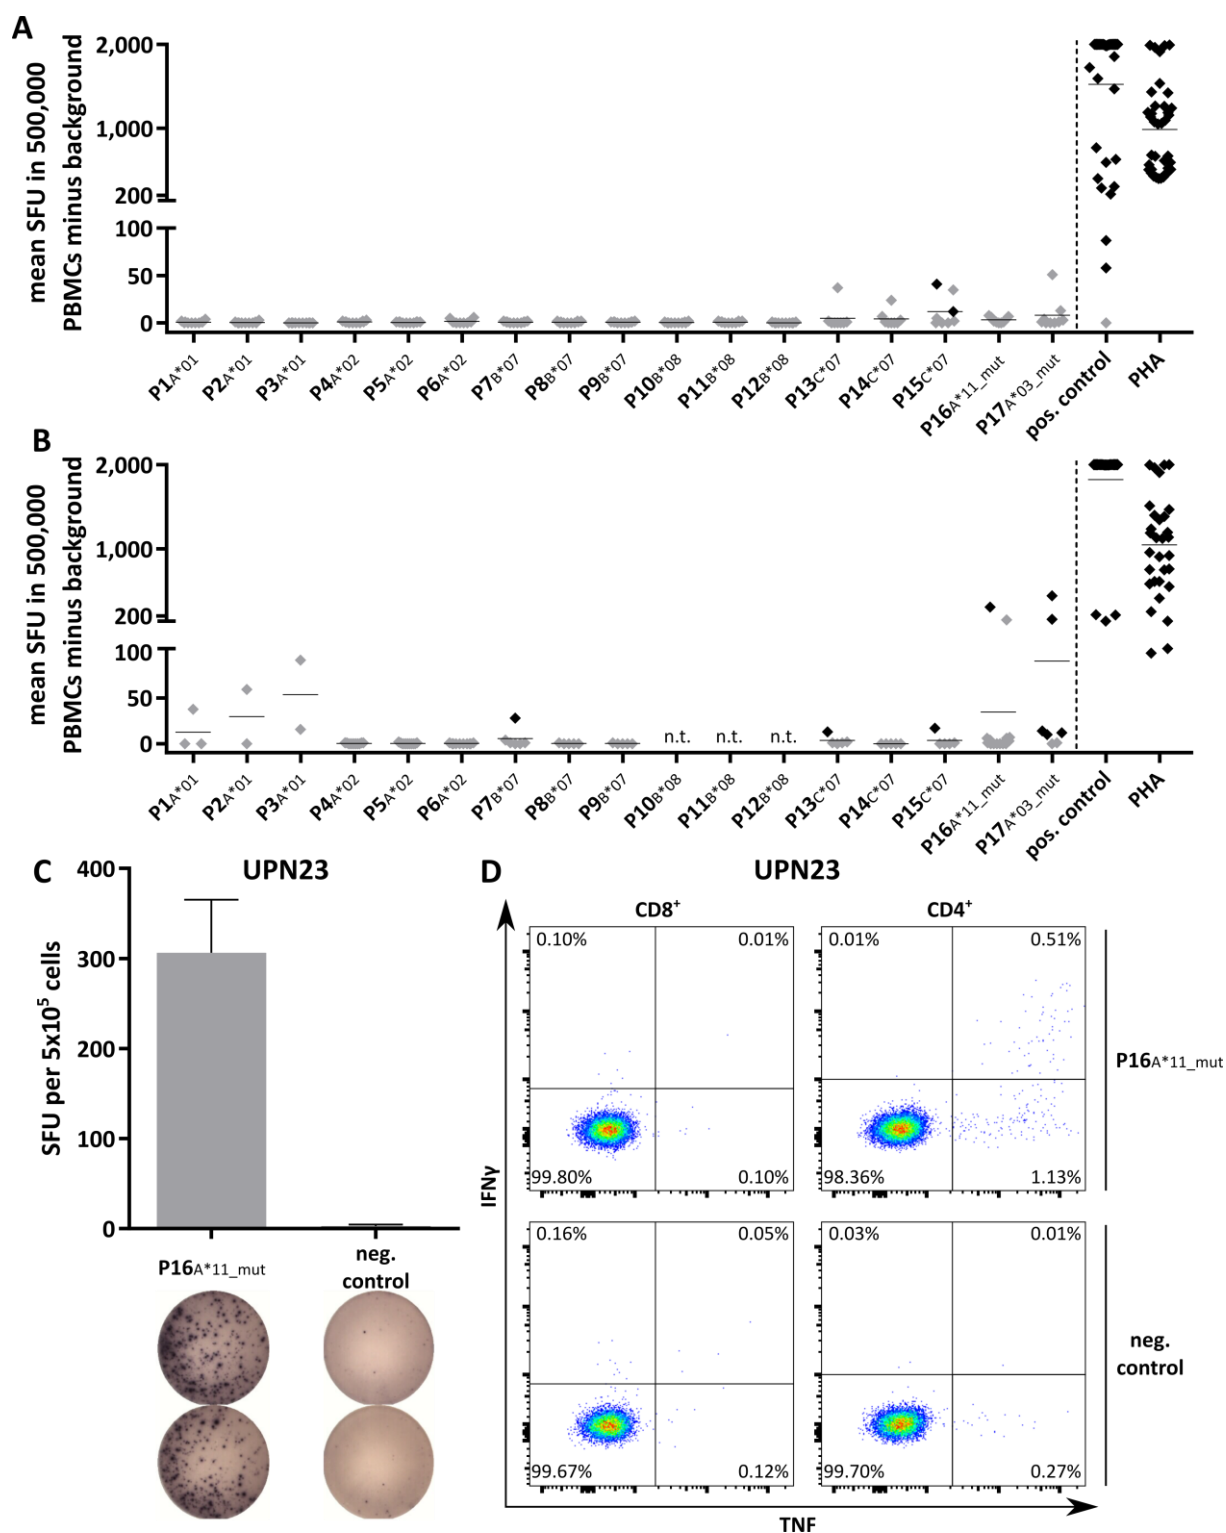 A
mean SFU in 500,000
PBMCs minus background
2,000
1,000
200
100
50
0
P1A*01
P2A*01
P3A*01
P4A*02
P5A*02
P6A*02
P7B*07
P8B*07
P9B*07
P10B*08
P11B*08
P12B*08
P13C*07
P14C*07
P15C*07
P16A*11_mut
P17A*03_mut
pos. control
PHA
B
mean SFU in 500,000
PBMCs minus background
2,000
1,000
200
100
50
0
n.t.
n.t.
n.t.
P1A*01
P2A*01
P3A*01
P4A*02
P5A*02
P6A*02
P7B*07
P8B*07
P9B*07
P10B*08
P11B*08
P12B*08
P13C*07
P14C*07
P15C*07
P16A*11_mut
P17A*03_mut
pos. control
PHA
C
UPN23
SFU per 5x10⁵ cells
400
300
200
100
0
P16A*11_mut
neg.
control
D
UPN23
CD8⁺
CD4⁺
0.10%
0.01%
99.80%
0.10%
0.01%
0.51%
98.36%
1.13%
P16A*11_mut
0.16%
0.05%
99.67%
0.12%
0.03%
0.01%
99.70%
0.27%
neg.
control
IFNγ
TNF